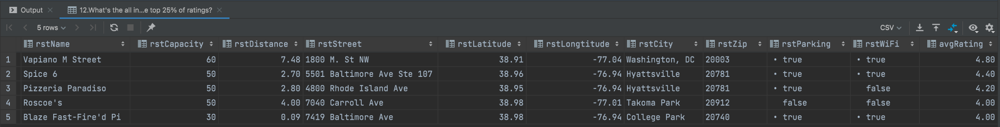 Output × 12.What's the all in...e top 25% of ratings? ×
5 rows CSV
rstName rstCapacity rstDistance rstStreet rstLatitude rstLongtitude rstCity rstZip rstParking rstWiFi avgRating
1 Vapiano M Street 60 7.48 1800 M. St NW 38.91 -77.04 Washington, DC 20003 • true • true 4.80
2 Spice 6 50 2.70 5501 Baltimore Ave Ste 107 38.96 -76.94 Hyattsville 20781 • true • true 4.40
3 Pizzeria Paradiso 50 2.80 4800 Rhode Island Ave 38.95 -76.94 Hyattsville 20781 • true false 4.20
4 Roscoe's 50 4.00 7040 Carroll Ave 38.98 -77.01 Takoma Park 20912 false false 4.00
5 Blaze Fast-Fire'd Pi 30 0.09 7419 Baltimore Ave 38.98 -76.94 College Park 20740 • true • true 4.00